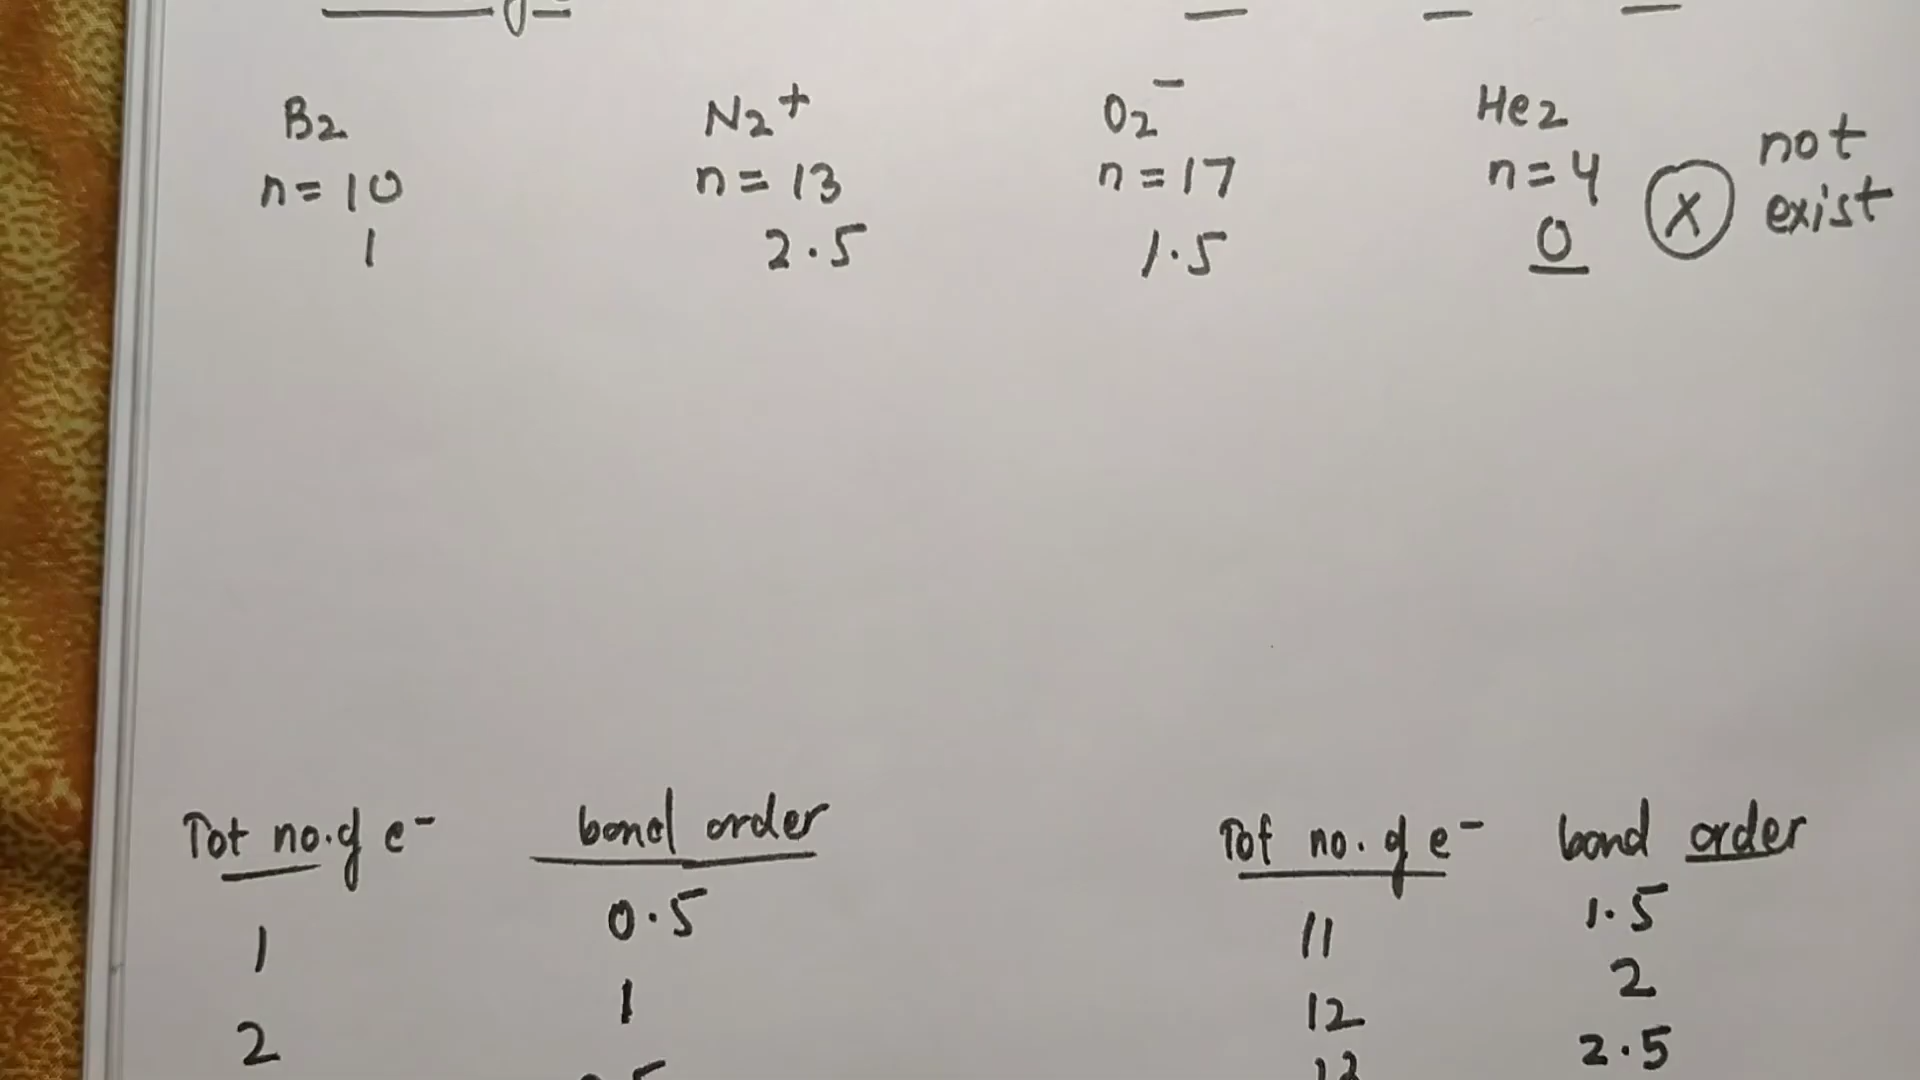 B2 N2+ O2- He2 not
n=10 n=13 n=17 n=4 X exist
1 2.5 1.5 0
Tot no.of e- bond order Tot no. of e- bond order
1 0.5 11 1.5
2 1 12 2
2.5